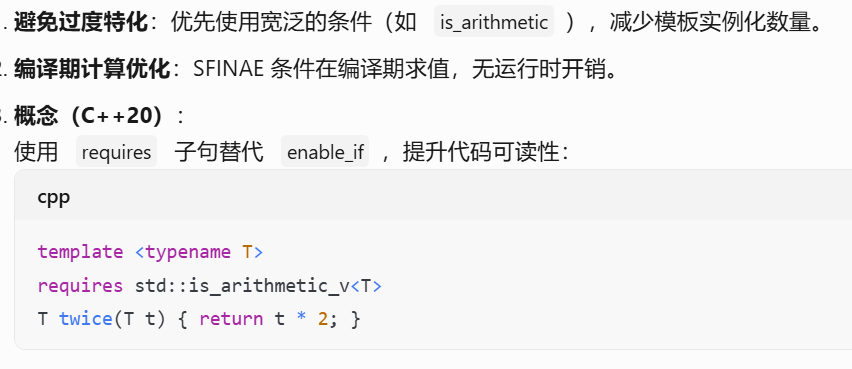 . 避免过度特化：优先使用宽泛的条件（如 is_arithmetic ），减少模板实例化数量。
. 编译期计算优化：SFINAE 条件在编译期求值，无运行时开销。
. 概念（C++20）：
使用 requires 子句替代 enable_if ，提升代码可读性：
cpp
template <typename T>
requires std::is_arithmetic_v<T>
T twice(T t) { return t * 2; }